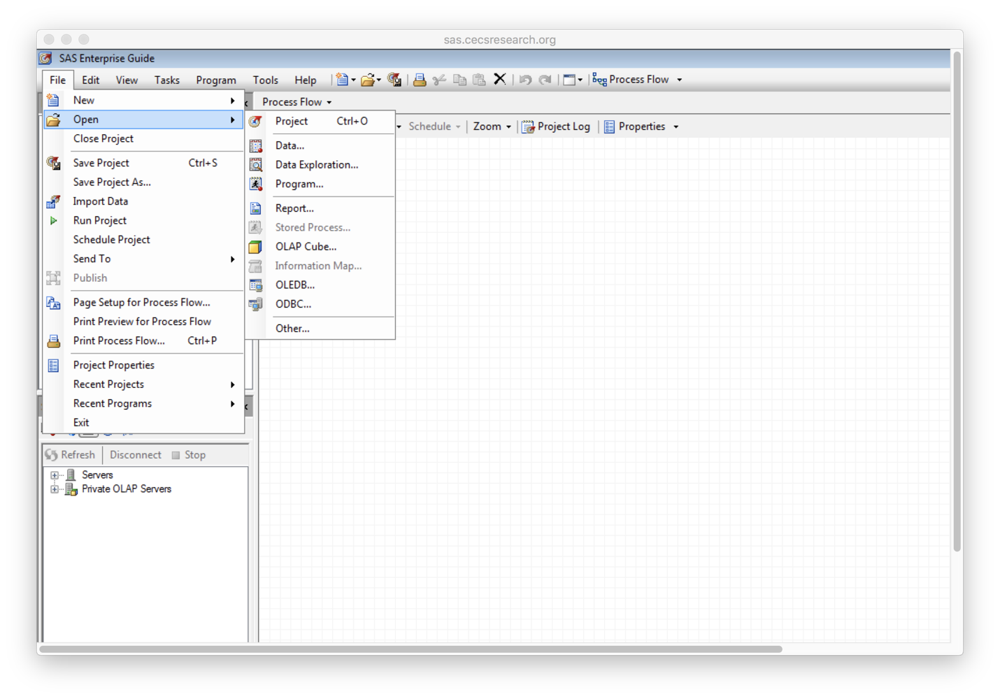 sas.cecsresearch.org
SAS Enterprise Guide
File Edit View Tasks Program Tools Help Process Flow
Process Flow
Schedule Zoom Project Log Properties
New
Open
Close Project
Save Project Ctrl+S
Save Project As...
Import Data
Run Project
Schedule Project
Send To
Publish
Page Setup for Process Flow...
Print Preview for Process Flow
Print Process Flow... Ctrl+P
Project Properties
Recent Projects
Recent Programs
Exit
Project Ctrl+O
Data...
Data Exploration...
Program...
Report...
Stored Process...
OLAP Cube...
Information Map...
OLEDB...
ODBC...
Other...
Refresh Disconnect Stop
Servers
Private OLAP Servers